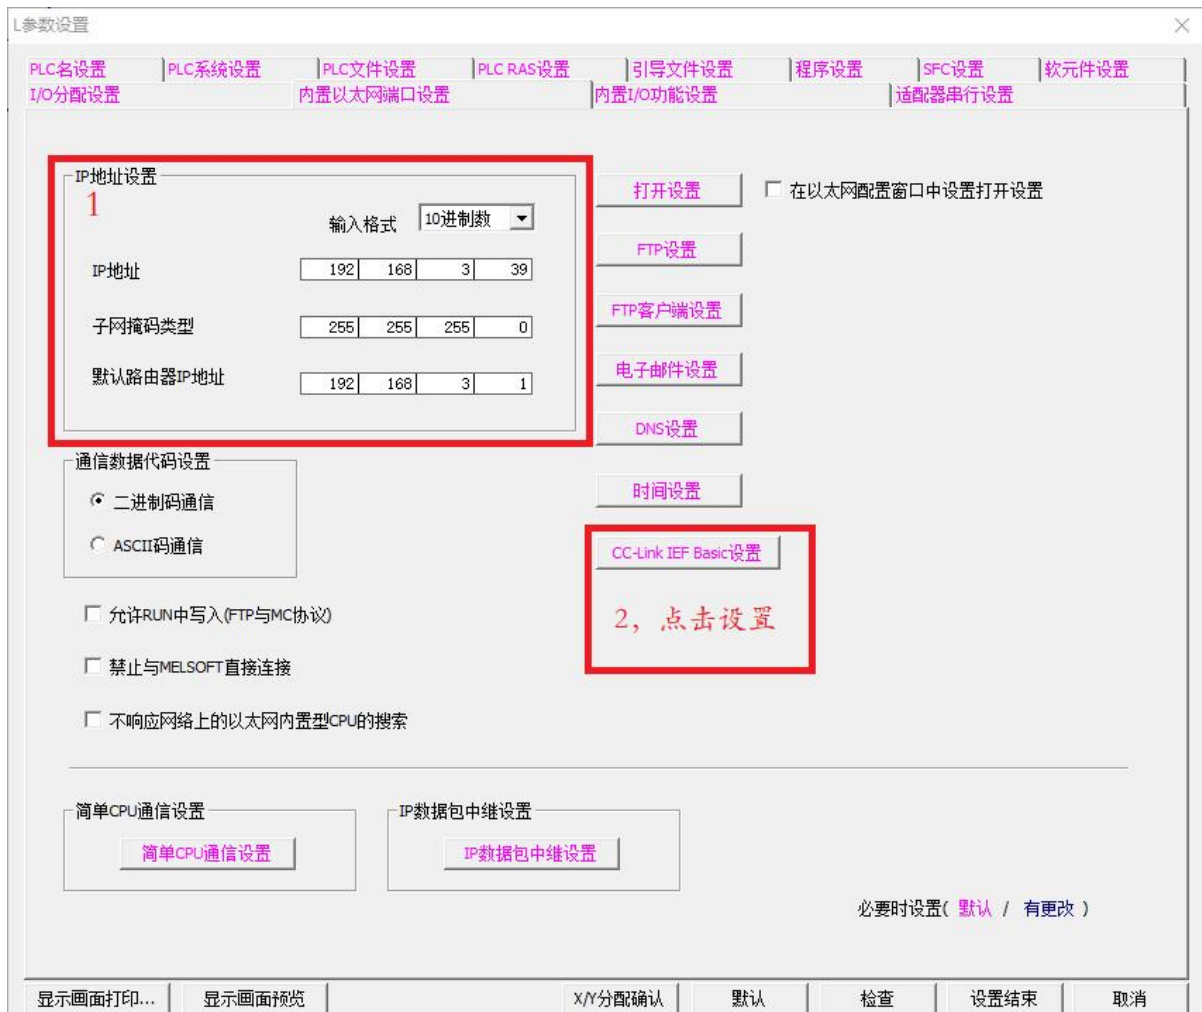 L参数设置
PLC名设置 PLC系统设置 PLC文件设置 PLC RAS设置 引导文件设置 程序设置 SFC设置 软元件设置
I/O分配设置 内置以太网端口设置 内置I/O功能设置 适配器串行设置
IP地址设置
1
输入格式 10进制数
IP地址 192 168 3 39
子网掩码类型 255 255 255 0
默认路由器IP地址 192 168 3 1
打开设置 在以太网配置窗口中设置打开设置
FTP设置
FTP客户端设置
电子邮件设置
DNS设置
时间设置
CC-Link IEF Basic设置
2，点击设置
通信数据代码设置
二进制码通信
ASCII码通信
允许RUN中写入(FTP与MC协议)
禁止与MELSOFT直接连接
不响应网络上的以太网内置型CPU的搜索
简单CPU通信设置
简单CPU通信设置
IP数据包中继设置
IP数据包中继设置
必要时设置( 默认 / 有更改 )
显示画面打印... 显示画面预览 X/Y分配确认 默认 检查 设置结束 取消